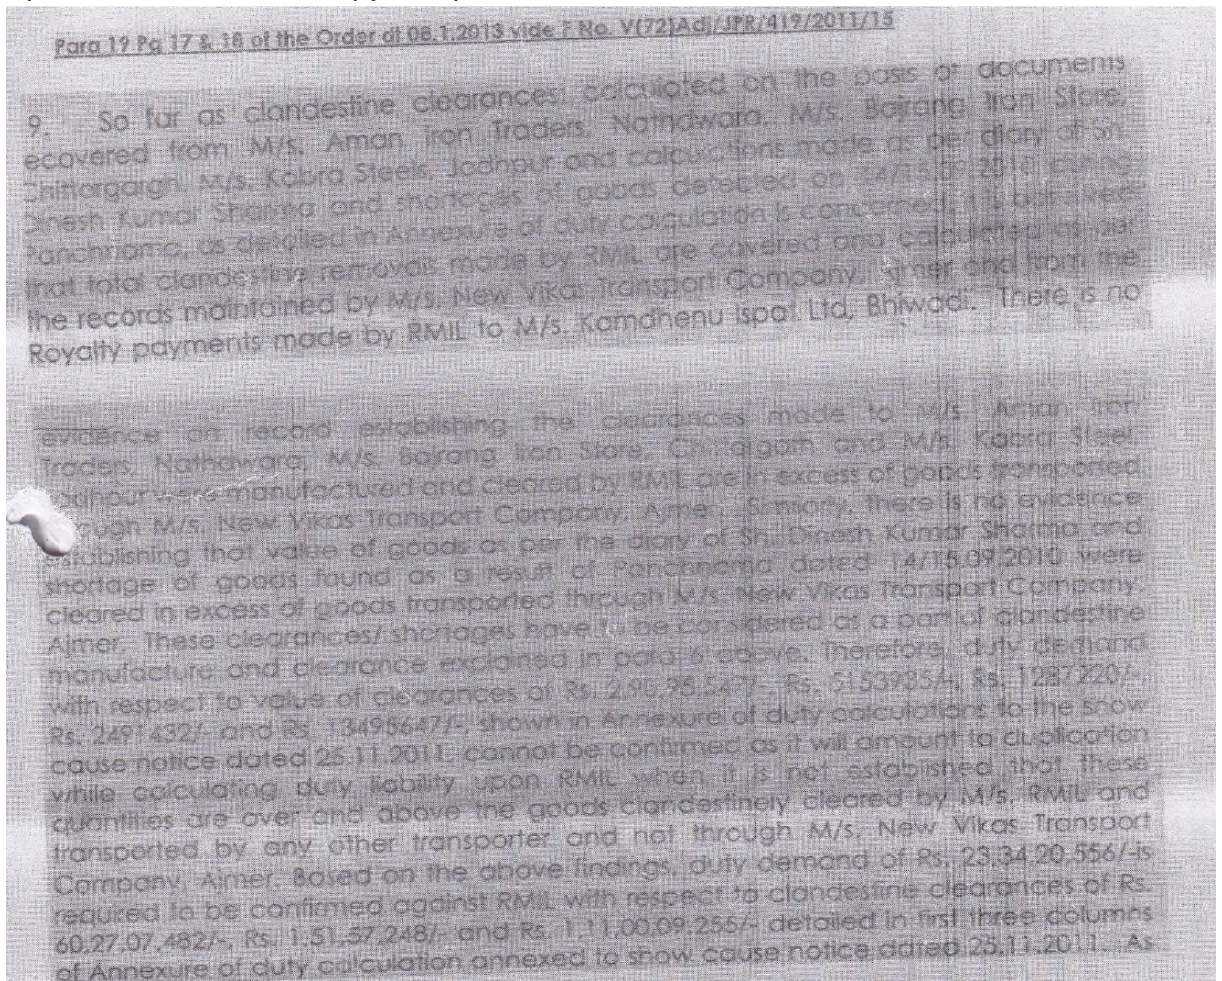 Para 19 Pg 17 & 18 of the Order dt 08.1.2013 vide F No. V(72)Adj/JPR/419/2011/15
9. So far as clandestine clearances calculated on the basis of documents
ecovered from M/s. Aman Iron Traders, Nathdwara, M/s. Bajrang Iron Store,
Chittorgargh, M/s. Kabra Steels, Jodhpur and calculations made as per diary of Sh.
Dinesh Kumar Sharma and shortages of goods detected on 14/15.09.2010 during
Panchnama, as detailed in Annexure of duty calculation is concerned, it is
that total clandestine removals made by RMIL are covered and calculated as per
the records maintained by M/s. New Vikas Transport Company, Ajmer and from the
Royalty payments made by RMIL to M/s. Kamdhenu Ispat Ltd, Bhiwadi. There is no
evidence on record establishing the clearances made to M/s. Aman Iron
Traders, Nathdwara, M/s. Bajrang Iron Store, and M/s. Kabra Steel,
Jodhpur were manufactured and cleared by RMIL are in excess of goods transported
through M/s. New Vikas Transport Company, Ajmer. Similarly, there is no evidence
establishing that value of goods as per the diary of Sh. Dinesh Kumar Sharma and
shortage of goods found as a result of Panchnama dated 14/15.09.2010 were
cleared in excess of goods transported through M/s. New Vikas Transport Company,
Ajmer. These clearances/ shortages have to be considered as a part of clandestine
manufacture and clearance explained in para 6 above. Therefore, duty demand
with respect to value of clearances of Rs. 2,90,95,547/-, Rs. 5153935/-, Rs. 1287220/-,
Rs. 2491432/- and Rs. 13495647/-, shown in Annexure of duty calculations to the show
cause notice dated 25.11.2011, cannot be confirmed as it will amount to duplication
while calculating duty liability upon RMIL when it is not established that these
quantities are over and above the goods clandestinely cleared by M/s. RMIL and
transported by any other transporter and not through M/s. New Vikas Transport
Company, Ajmer. Based on the above findings, duty demand of Rs. 23,34,20,556/-is
required to be confirmed against RMIL with respect to clandestine clearances of Rs.
60,27,07,482/-, Rs. 1,51,57,248/- and Rs. 1,11,00,09,255/- detailed in first three columns
of Annexure of duty calculation annexed to show cause notice dated 25.11.2011. As